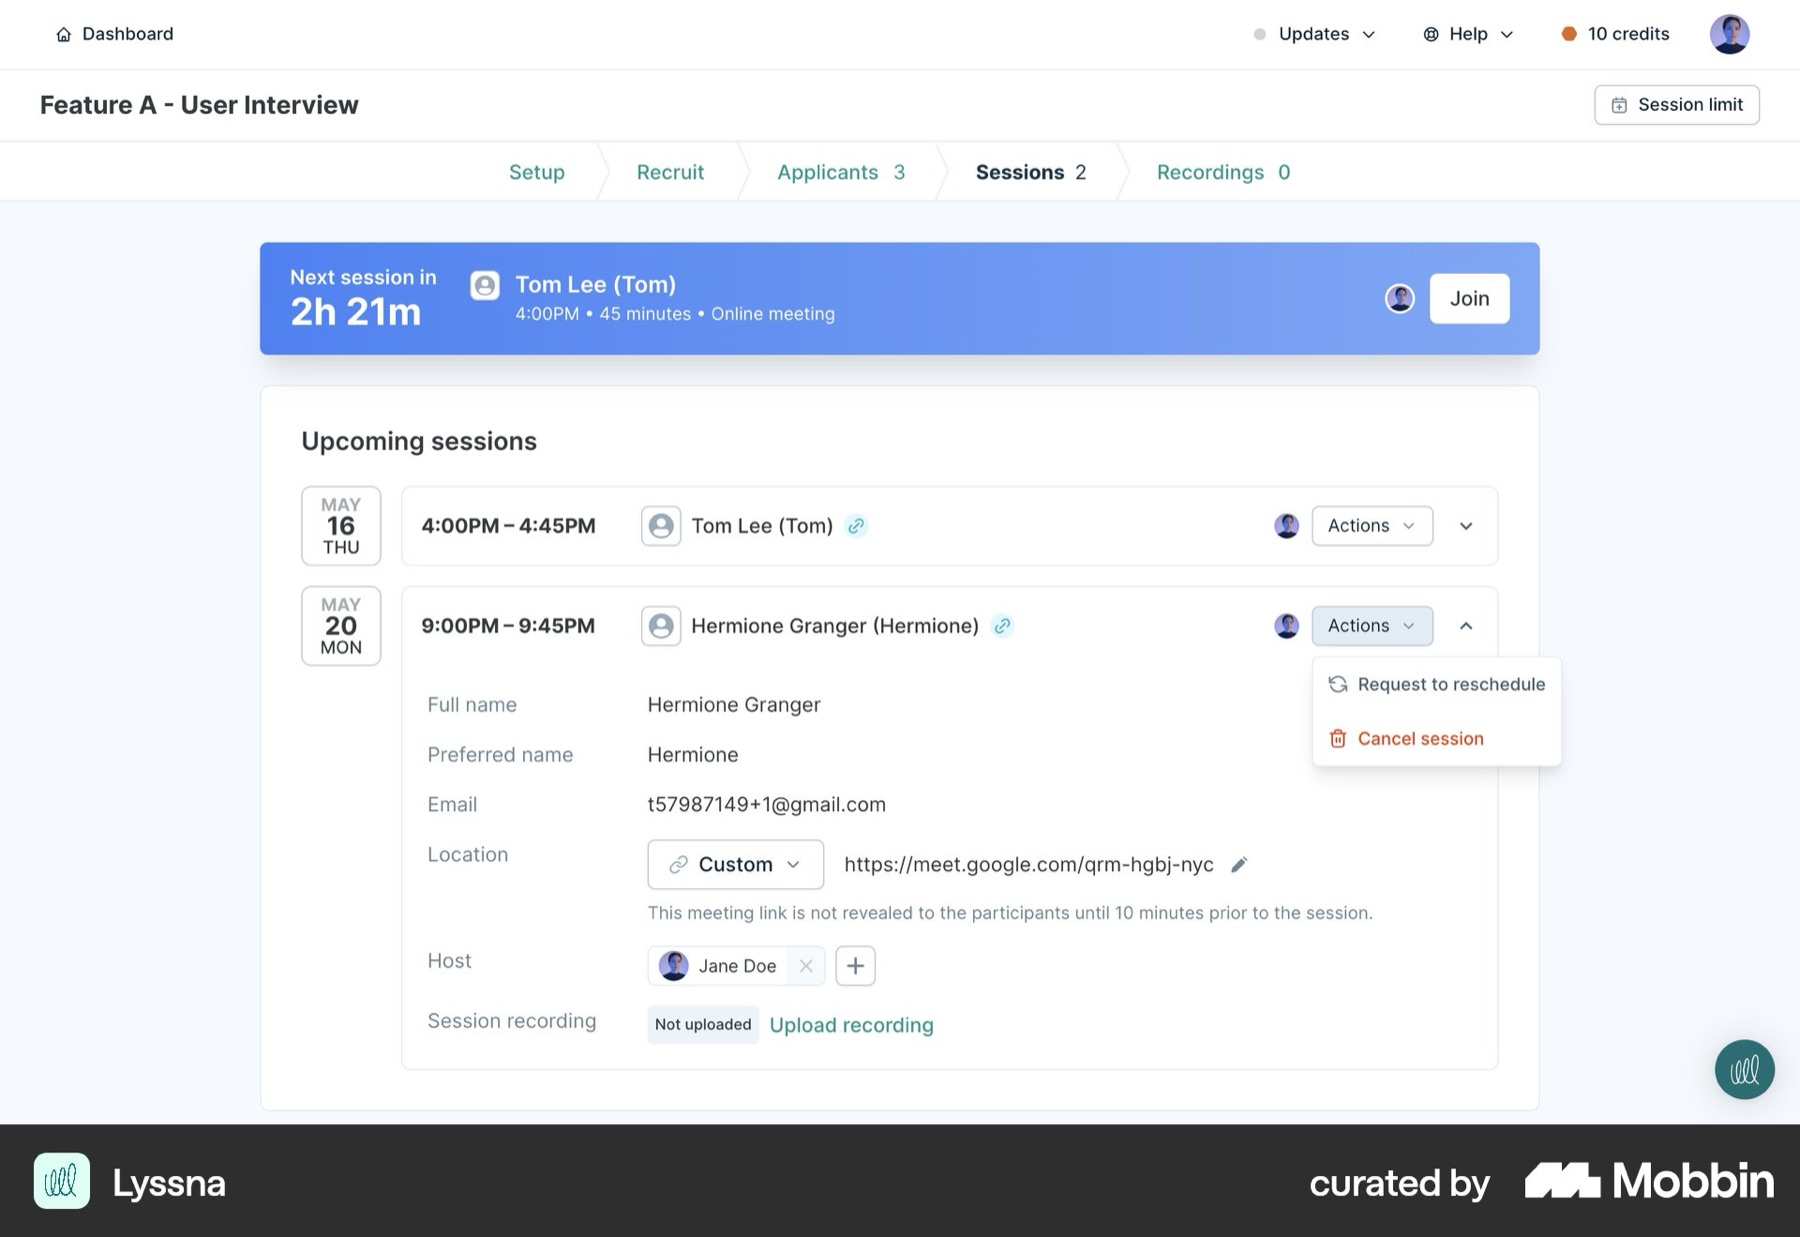 Dashboard
Updates
Help
10 credits
Feature A - User Interview
Session limit
Setup
Recruit
Applicants 3
Sessions 2
Recordings 0
Next session in
2h 21m
Tom Lee (Tom)
4:00PM • 45 minutes • Online meeting
Join
Upcoming sessions
MAY
16
THU
4:00PM – 4:45PM
Tom Lee (Tom)
Actions
MAY
20
MON
9:00PM – 9:45PM
Hermione Granger (Hermione)
Actions
Request to reschedule
Cancel session
Full name
Hermione Granger
Preferred name
Hermione
Email
t57987149+1@gmail.com
Location
Custom
https://meet.google.com/qrm-hgbj-nyc
This meeting link is not revealed to the participants until 10 minutes prior to the session.
Host
Jane Doe
Session recording
Not uploaded
Upload recording
Lyssna
curated by
Mobbin